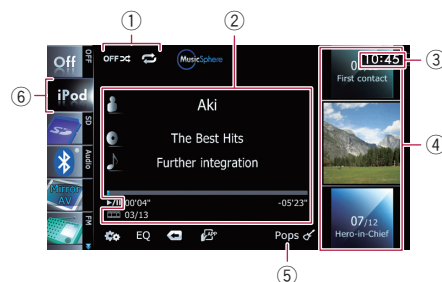 ① ② ③ ④ ⑤ ⑥
Off
OFF
iPod
SD
SD
Audio
Mirror
AV
FM
OFF
MusicSphere
Aki
The Best Hits
Further integration
00'04"
-05'23"
03/13
EQ
APP
Pops
10:45
First contact
07/12
Hero-in-Chief